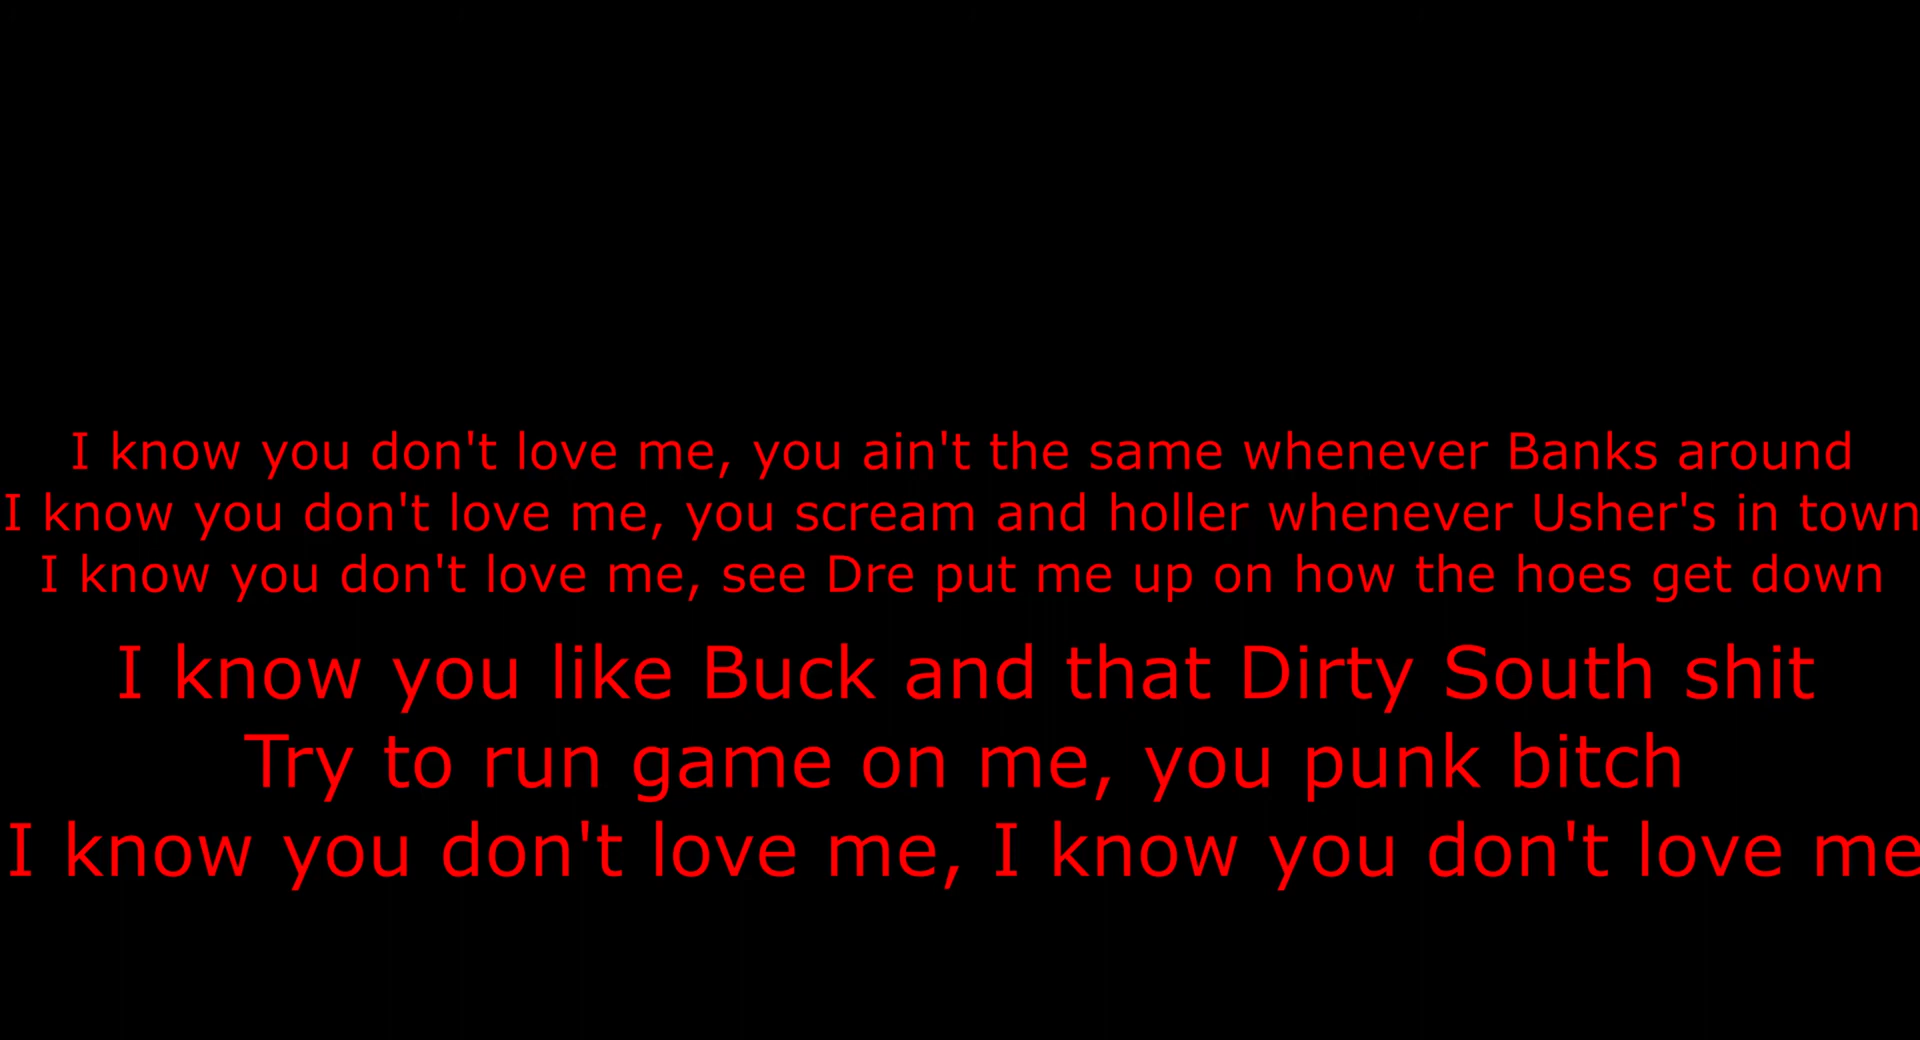 I know you don't love me, you ain't the same whenever Banks around
I know you don't love me, you scream and holler whenever Usher's in town
I know you don't love me, see Dre put me up on how the hoes get down
I know you like Buck and that Dirty South shit
Try to run game on me, you punk bitch
I know you don't love me, I know you don't love me